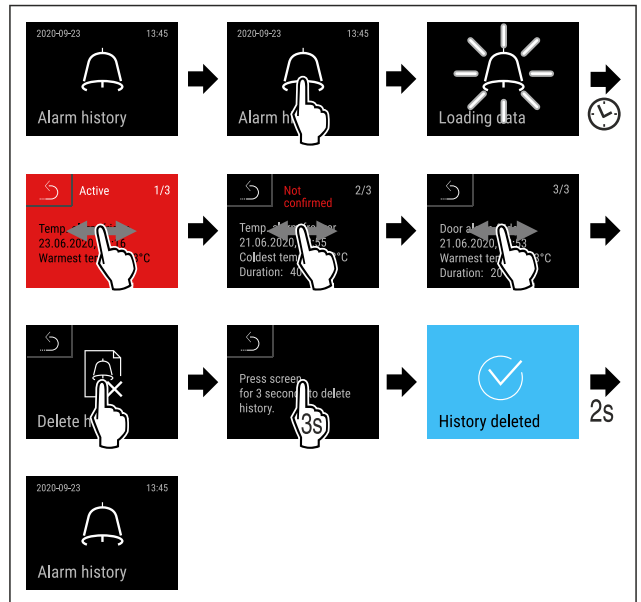 2020-09-23 13:45
Alarm history
2020-09-23 13:45
Alarm h
Loading data
Active 1/3
Temp.
23.06.2020,
Warmest °C
Not 2/3
confirmed
Temp.
21.06.2020, 55
Coldest tem °C
Duration: 40
3/3
Door a
21.06.2020, 53
Warmest te °C
Duration: 20
Delete h
Press screen
for 3 seconds to delete
history.
3s
History deleted
2s
2020-09-23 13:45
Alarm history